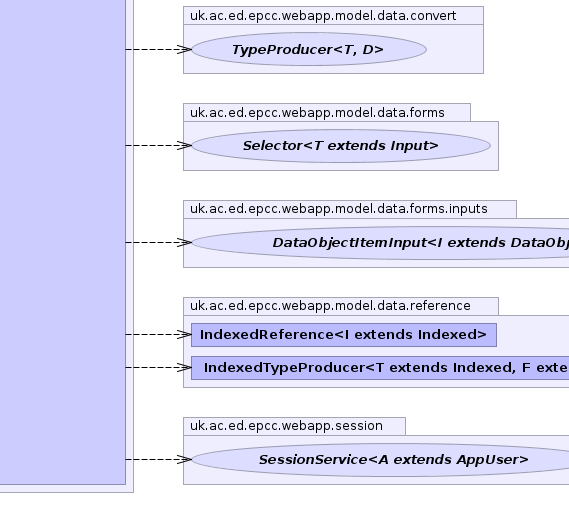 uk.ac.ed.epcc.webapp.model.data.convert
TypeProducer<T, D>
uk.ac.ed.epcc.webapp.model.data.forms
Selector<T extends Input>
uk.ac.ed.epcc.webapp.model.data.forms.inputs
DataObjectItemInput<I extends DataObj
uk.ac.ed.epcc.webapp.model.data.reference
IndexedReference<I extends Indexed>
IndexedTypeProducer<T extends Indexed, F exte
uk.ac.ed.epcc.webapp.session
SessionService<A extends AppUser>